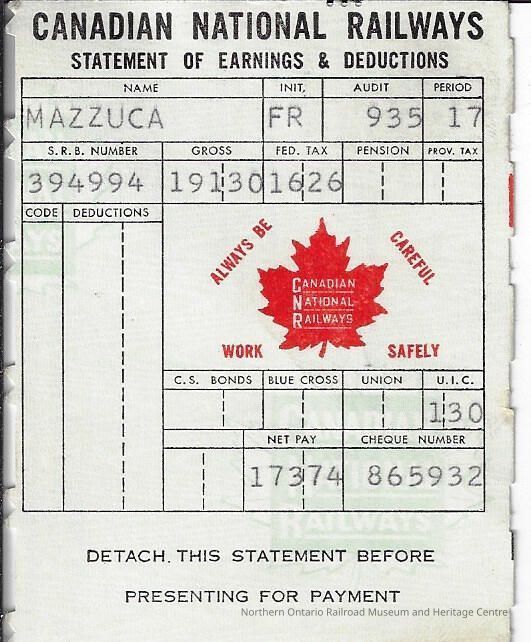 CANADIAN NATIONAL RAILWAYS
STATEMENT OF EARNINGS & DEDUCTIONS
NAME INIT. AUDIT PERIOD
MAZZUCA FR 935 17
S.R.B. NUMBER GROSS FED. TAX PENSION PROV. TAX
394994 19130 1626
CODE DEDUCTIONS
ALWAYS BE CAREFUL
CANADIAN
NATIONAL
RAILWAYS
WORK SAFELY
C.S. BONDS BLUE CROSS UNION U.I.C.
130
NET PAY CHEQUE NUMBER
17374 865932
DETACH. THIS STATEMENT BEFORE
PRESENTING FOR PAYMENT
Northern Ontario Railroad Museum and Heritage Centre